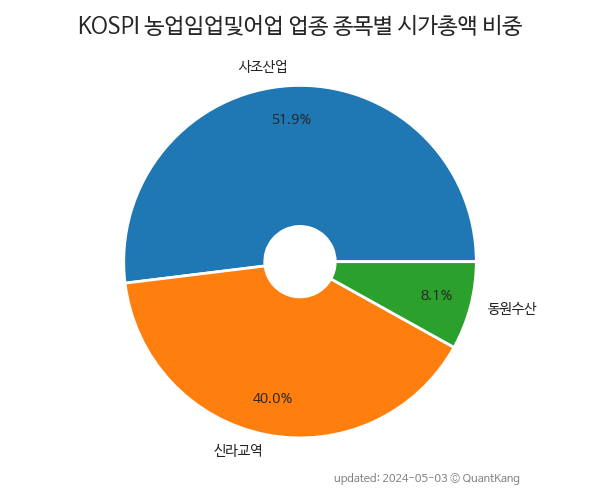 KOSPI 농업임업및어업 업종 종목별 시가총액 비중
사조산업
51.9%
8.1%
동원수산
40.0%
신라교역
updated: 2024-05-03 © QuantKang